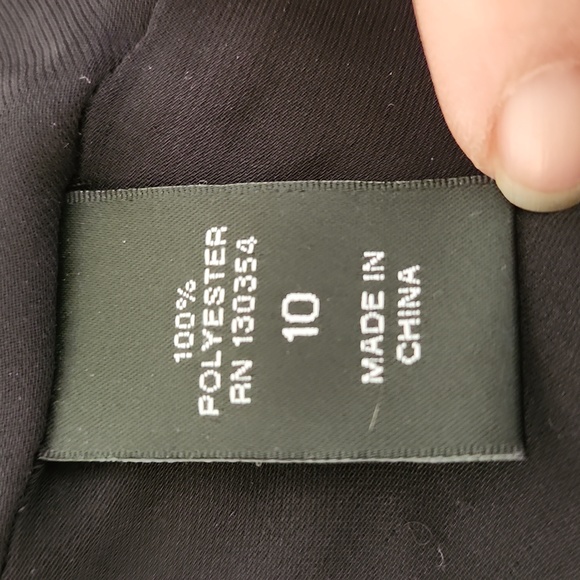 100%
POLYESTER
RN 130354
10
MADE IN
CHINA